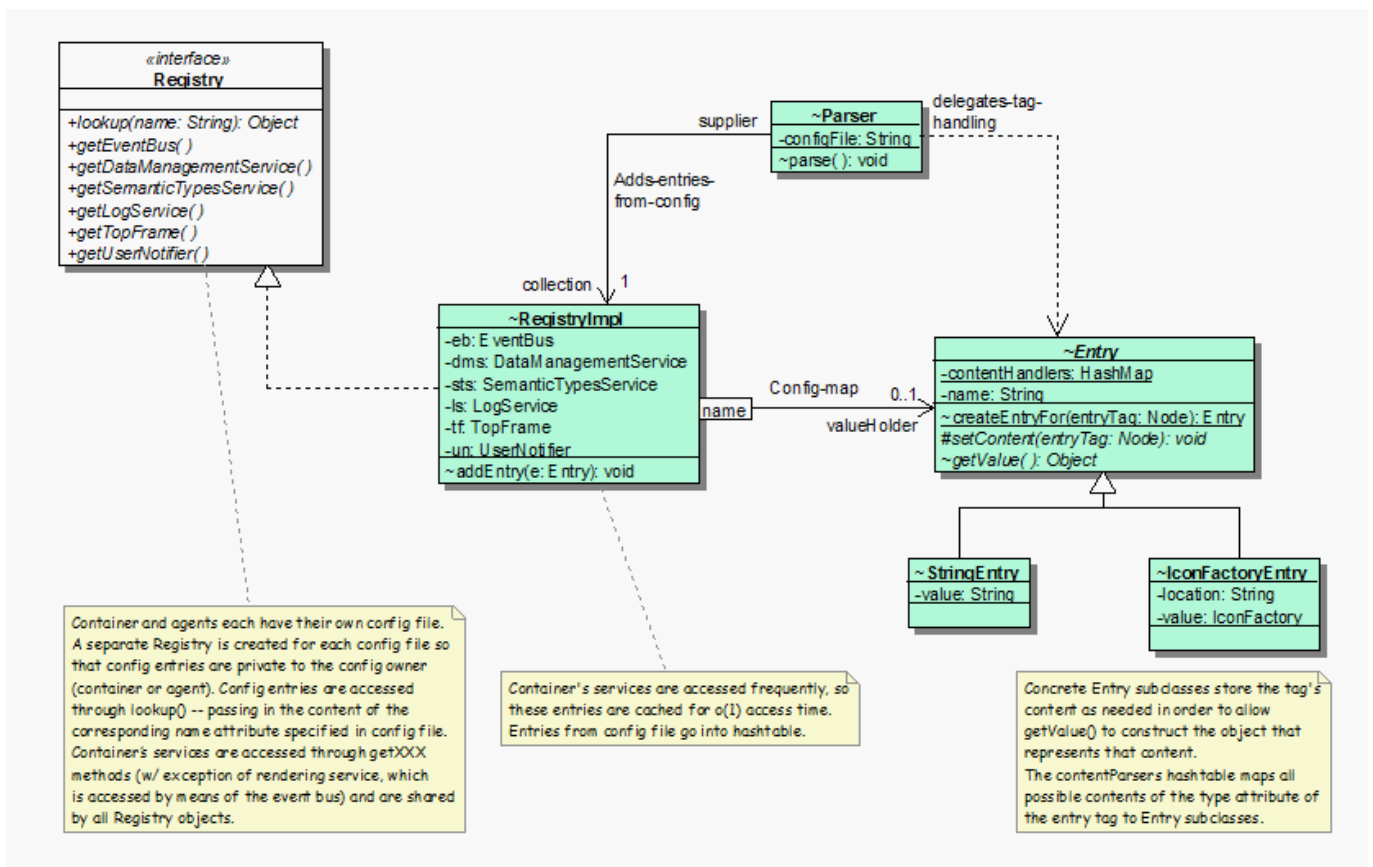 «interface»
Registry
+lookup(name: String): Object
+getEventBus( )
+getDataManagementService( )
+getSemanticTypesService( )
+getLogService( )
+getTopFrame( )
+getUserNotifier( )
~Parser
-configFile: String
~parse( ): void
supplier
delegates-tag-
handling
Adds-entries-
from-config
collection
1
~RegistryImpl
-eb: EventBus
-dms: DataManagementService
-sts: SemanticTypesService
-ls: LogService
-tf: TopFrame
-un: UserNotifier
~addEntry(e: Entry): void
name
Config-map
0..1
valueHolder
~Entry
-contentHandlers: HashMap
-name: String
~createEntryFor(entryTag: Node): Entry
#setContent(entryTag: Node): void
~getValue( ): Object
~StringEntry
-value: String
~IconFactoryEntry
-location: String
-value: IconFactory
Container and agents each have their own config file.
A separate Registry is created for each config file so
that config entries are private to the config owner
(container or agent). Config entries are accessed
through lookup() -- passing in the content of the
corresponding name attribute specified in config file.
Container's services are accessed through getXXX
methods (w/ exception of rendering service, which
is accessed by means of the event bus) and are shared
by all Registry objects.
Container's services are accessed frequently, so
these entries are cached for o(1) access time.
Entries from config file go into hashtable.
Concrete Entry subclasses store the tag's
content as needed in order to allow
getValue() to construct the object that
represents that content.
The contentParsers hashtable maps all
possible contents of the type attribute of
the entry tag to Entry subclasses.